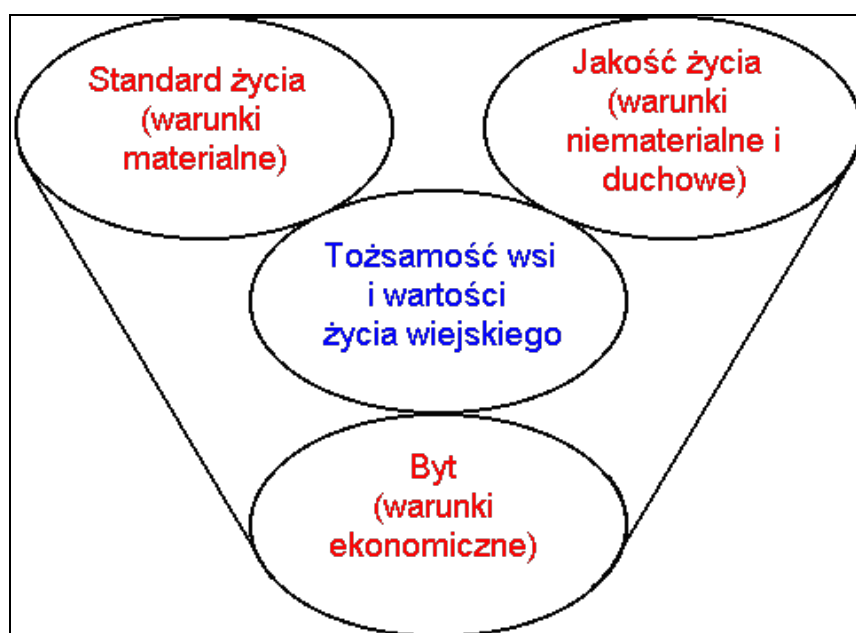 Standard życia
(warunki
materialne)
Jakość życia
(warunki
niematerialne i
duchowe)
Tożsamość wsi
i wartości
życia wiejskiego
Byt
(warunki
ekonomiczne)